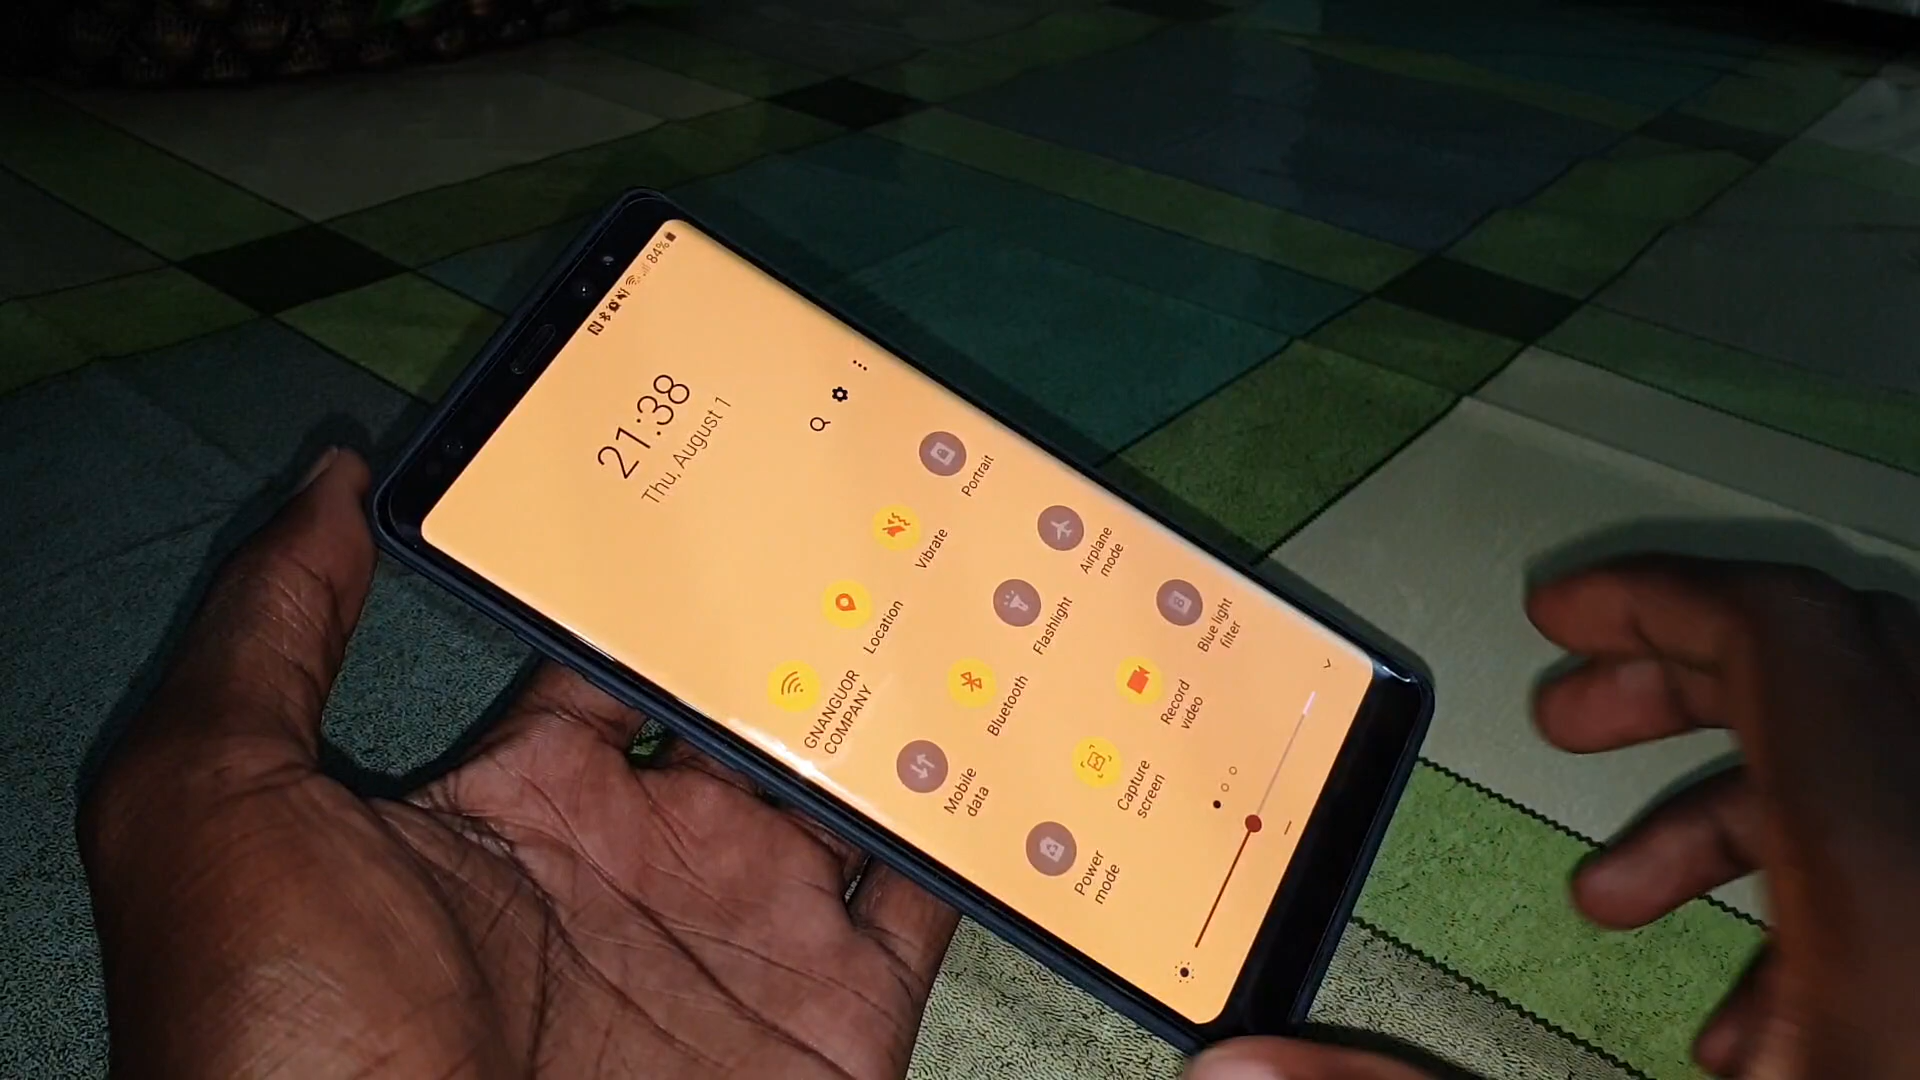 84%
21:38
Thu, August 1
GNANGUOR
COMPANY
Location
Vibrate
Portrait
Mobile
data
Bluetooth
Flashlight
Airplane
mode
Power
mode
Capture
screen
Record
video
Blue light
filter